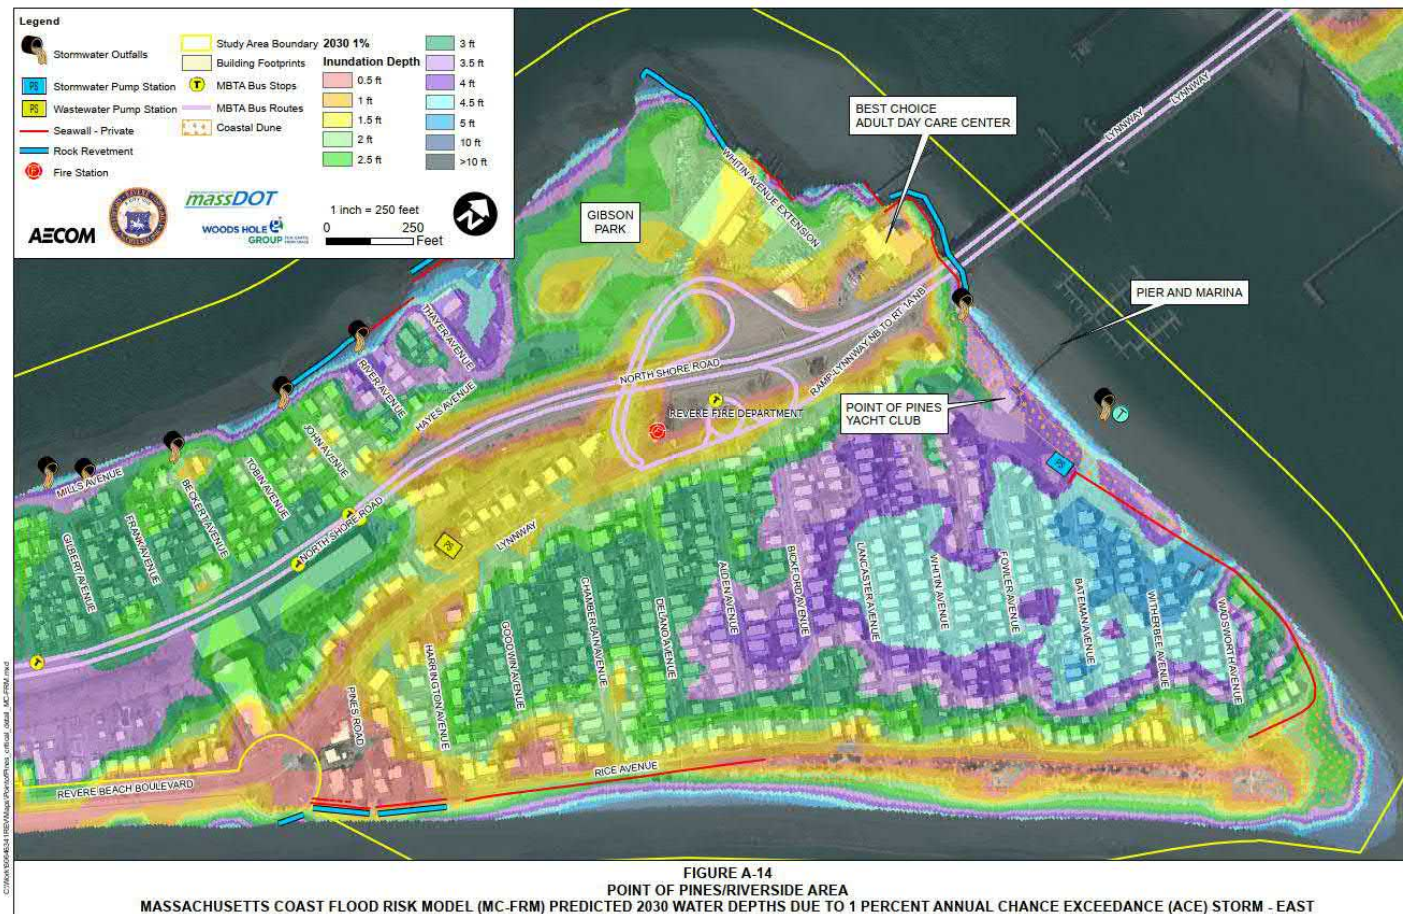 Legend
Stormwater Outfalls
PS Stormwater Pump Station
PS Wastewater Pump Station
Seawall - Private
Rock Revetment
F Fire Station
Study Area Boundary
Building Footprints
T MBTA Bus Stops
MBTA Bus Routes
Coastal Dune
2030 1%
Inundation Depth
0.5 ft
1 ft
1.5 ft
2 ft
2.5 ft
3 ft
3.5 ft
4 ft
4.5 ft
5 ft
10 ft
>10 ft
AECOM
massDOT
WOODS HOLE
GROUP
1 inch = 250 feet
0 250
Feet
N
BEST CHOICE
ADULT DAY CARE CENTER
GIBSON
PARK
WHITIN AVENUE EXTENSION
LYNNWAY
LYNNWAY
PIER AND MARINA
POINT OF PINES
YACHT CLUB
THAYER AVENUE
RIVER AVENUE
HAYES AVENUE
JOHN AVENUE
TOBIN AVENUE
BECKERT AVENUE
FRANK AVENUE
GILBERT AVENUE
MILLS AVENUE
NORTH SHORE ROAD
RAMP-LYNNWAY NB TO RT 1A NB
REVERE FIRE DEPARTMENT
F
T
T
T
T
T
T
PS
PS
NORTH SHORE ROAD
LYNNWAY
HARRINGTON AVENUE
GOODWIN AVENUE
CHAMBERLAIN AVENUE
DELANO AVENUE
ALDEN AVENUE
BICKFORD AVENUE
LANCASTER AVENUE
WHITIN AVENUE
FOWLER AVENUE
BATEMAN AVENUE
WITHERBEE AVENUE
WADSWORTH AVENUE
PINES ROAD
RICE AVENUE
REVERE BEACH BOULEVARD
FIGURE A-14
POINT OF PINES/RIVERSIDE AREA
MASSACHUSETTS COAST FLOOD RISK MODEL (MC-FRM) PREDICTED 2030 WATER DEPTHS DUE TO 1 PERCENT ANNUAL CHANCE EXCEEDANCE (ACE) STORM - EAST